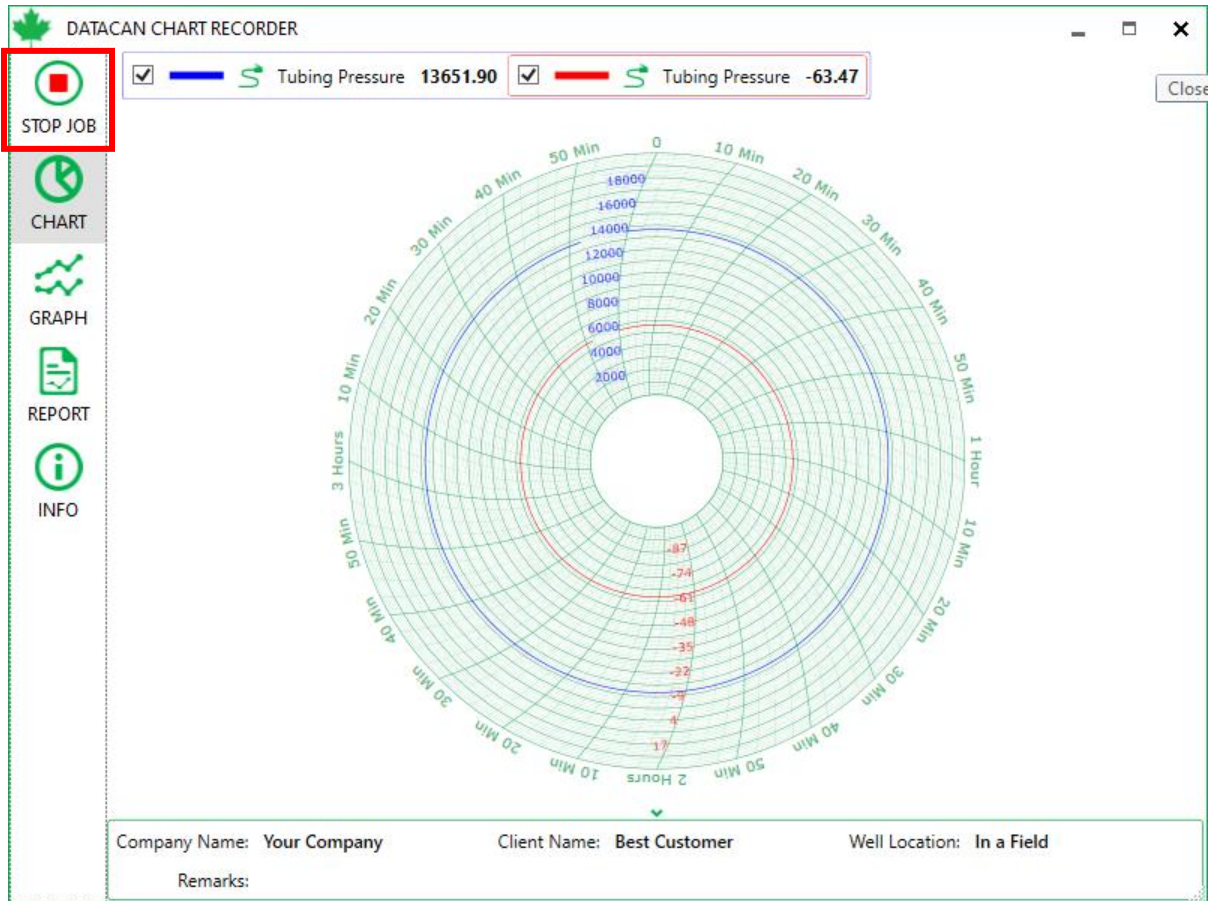 DATACAN CHART RECORDER
STOP JOB
CHART
GRAPH
REPORT
INFO
Tubing Pressure 13651.90
Tubing Pressure -63.47
Close
0
10 Min
20 Min
30 Min
40 Min
50 Min
1 Hour
10 Min
20 Min
30 Min
40 Min
50 Min
2 Hours
10 Min
20 Min
30 Min
40 Min
50 Min
3 Hours
10 Min
20 Min
30 Min
40 Min
50 Min
18000
16000
14000
12000
10000
8000
6000
4000
2000
-87
-74
-61
-48
-35
-22
-9
4
17
Company Name: Your Company Client Name: Best Customer Well Location: In a Field
Remarks: